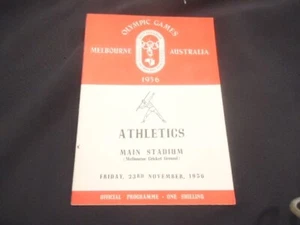 OLYMPIC GAMES
MELBOURNE AUSTRALIA
1956
ATHLETICS
MAIN STADIUM
(Melbourne Cricket Ground)
FRIDAY, 23RD NOVEMBER, 1956
OFFICIAL PROGRAMME - ONE SHILLING